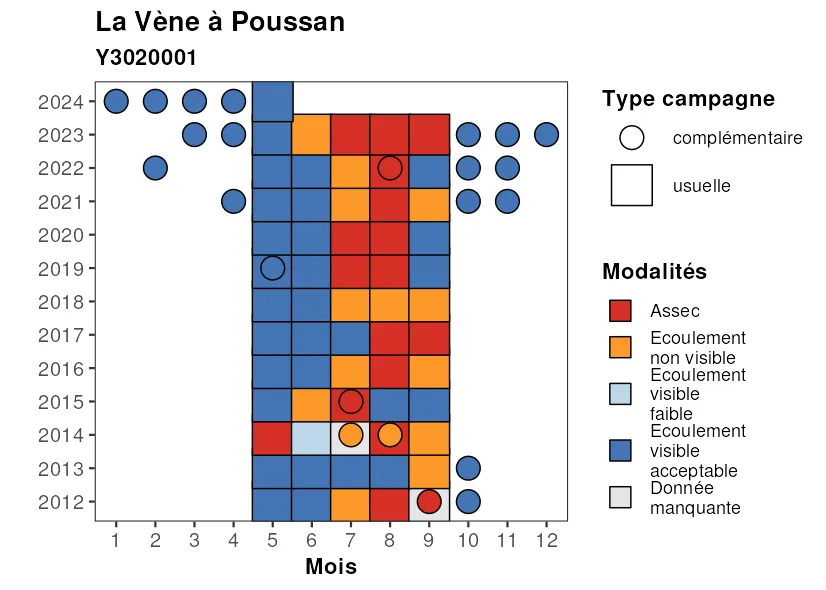 La Vène à Poussan
Y3020001
2024
2023
2022
2021
2020
2019
2018
2017
2016
2015
2014
2013
2012
1 2 3 4 5 6 7 8 9 10 11 12
Mois
Type campagne
complémentaire
usuelle
Modalités
Assec
Ecoulement
non visible
Ecoulement
visible
faible
Ecoulement
visible
acceptable
Donnée
manquante